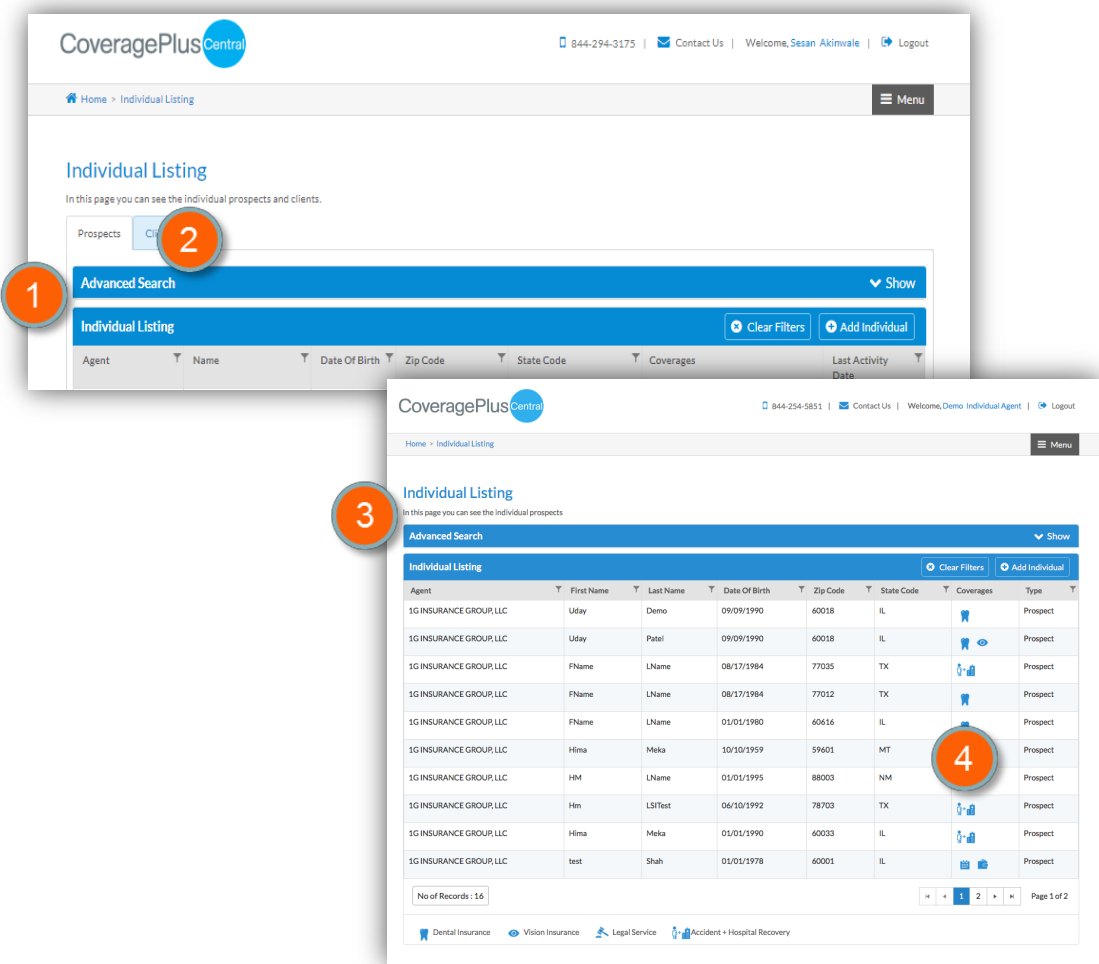 CoveragePlus Central
844-294-3175 | Contact Us | Welcome, Sesan Akinwale | Logout
Home > Individual Listing
Menu
Individual Listing
In this page you can see the individual prospects and clients.
Prospects
2
1
Advanced Search Show
Individual Listing Clear Filters Add Individual
Agent Name Date Of Birth Zip Code State Code Coverages Last Activity
Date
CoveragePlus Central
844-254-5851 | Contact Us | Welcome, Demo Individual Agent | Logout
Home > Individual Listing
Menu
Individual Listing
3
In this page you can see the individual prospects
Advanced Search Show
Individual Listing Clear Filters Add Individual
Agent First Name Last Name Date Of Birth Zip Code State Code Coverages Type
1G INSURANCE GROUP, LLC Uday Demo 09/09/1990 60018 IL Prospect
1G INSURANCE GROUP, LLC Uday Patel 09/09/1990 60018 IL Prospect
1G INSURANCE GROUP, LLC FName LName 08/17/1984 77035 TX Prospect
1G INSURANCE GROUP, LLC FName LName 08/17/1984 77012 TX Prospect
1G INSURANCE GROUP, LLC FName LName 01/01/1980 60616 IL Prospect
1G INSURANCE GROUP, LLC Hima Meka 10/10/1959 59601 MT Prospect
4
1G INSURANCE GROUP, LLC HM LName 01/01/1995 88003 NM Prospect
1G INSURANCE GROUP, LLC Hm LSITest 06/10/1992 78703 TX Prospect
1G INSURANCE GROUP, LLC Hima Meka 01/01/1990 60033 IL Prospect
1G INSURANCE GROUP, LLC test Shah 01/01/1978 60001 IL Prospect
No of Records : 16 1 2 Page 1 of 2
Dental Insurance Vision Insurance Legal Service Accident + Hospital Recovery